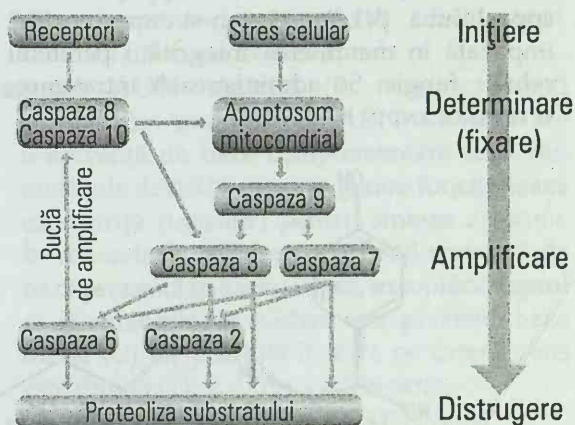 Receptori
Stres celular
Inițiere
Caspaza 8
Caspaza 10
Apoptosom
mitocondrial
Determinare
(fixare)
Caspaza 9
Buclă
de amplificare
Caspaza 3
Caspaza 7
Amplificare
Caspaza 6
Caspaza 2
Proteoliza substratului
Distrugere